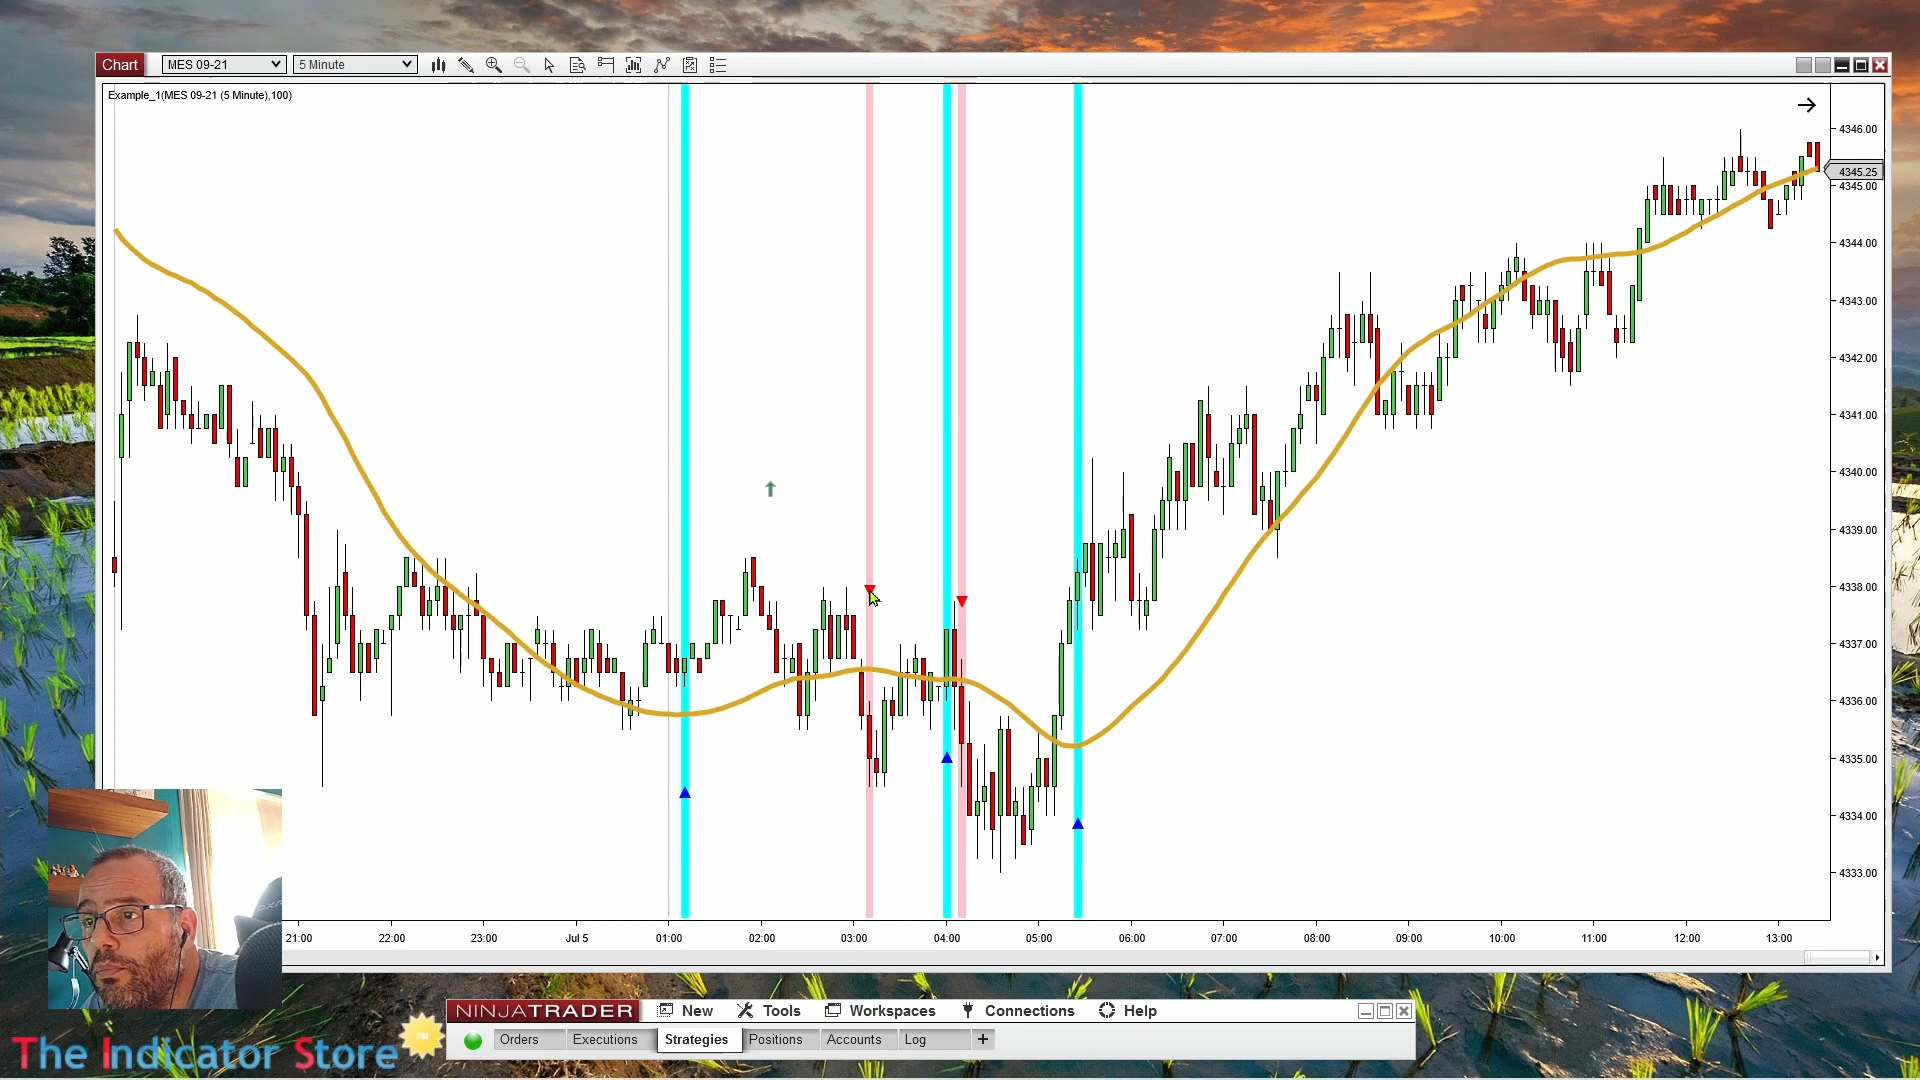 Chart MES 09-21 5 Minute
Example_1(MES 09-21 (5 Minute),100)
4346.00
4345.25
4345.00
4344.00
4343.00
4342.00
4341.00
4340.00
4339.00
4338.00
4337.00
4336.00
4335.00
4334.00
4333.00
21:00 22:00 23:00 Jul 5 01:00 02:00 03:00 04:00 05:00 06:00 07:00 08:00 09:00 10:00 11:00 12:00 13:00
NINJATRADER New Tools Workspaces Connections Help
Orders Executions Strategies Positions Accounts Log +
The Indicator Store